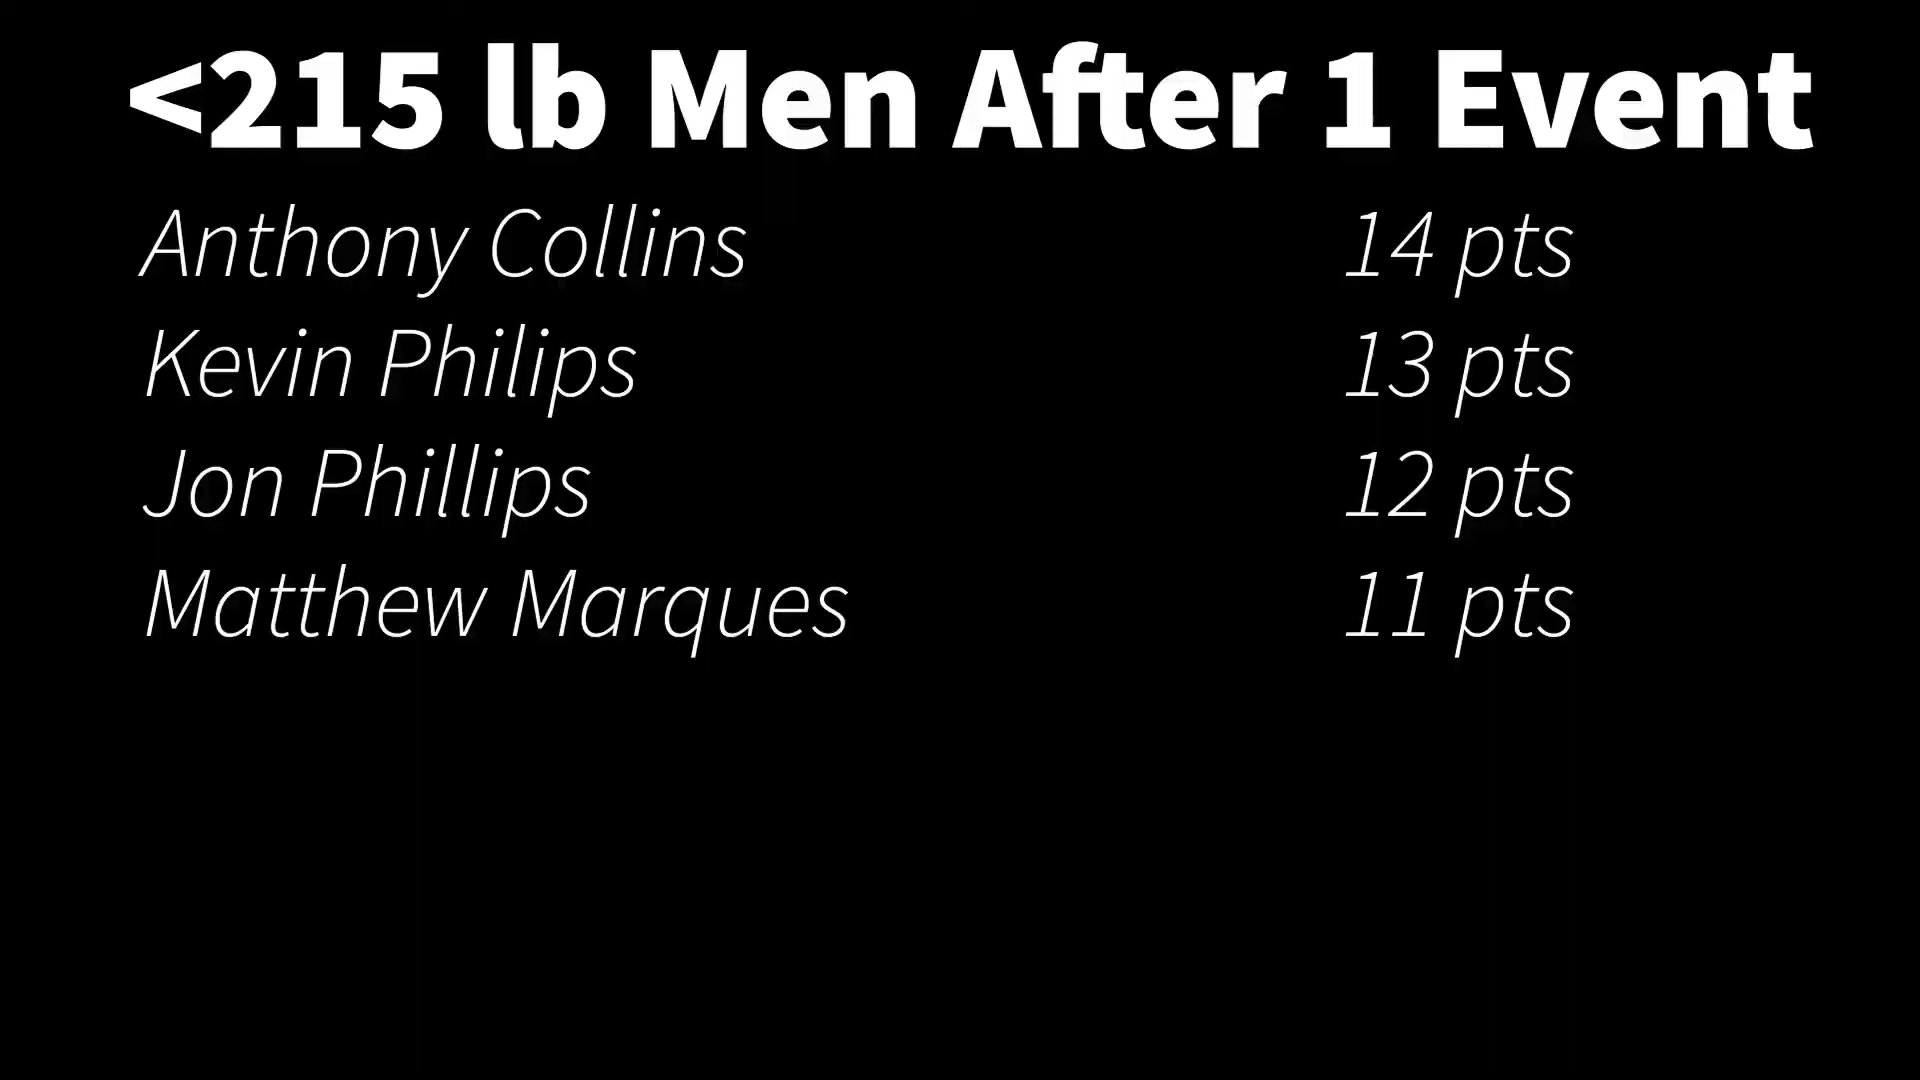 <215 lb Men After 1 Event
Anthony Collins 14 pts
Kevin Philips 13 pts
Jon Phillips 12 pts
Matthew Marques 11 pts